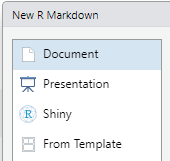 New R Markdown
Document
Presentation
R Shiny
From Template